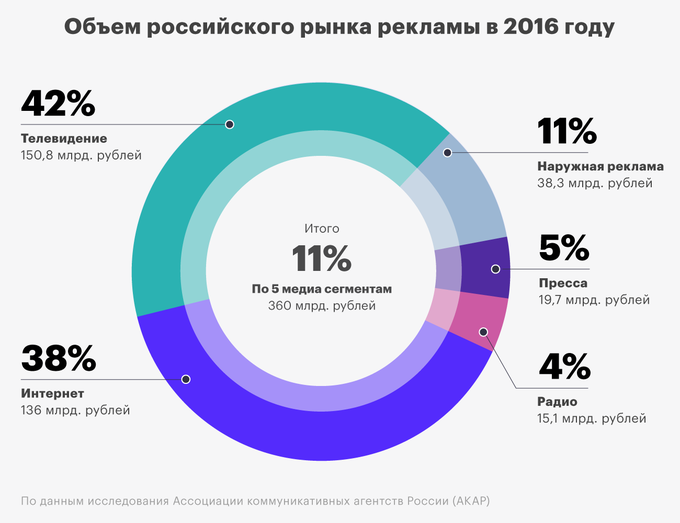 Объем российского рынка рекламы в 2016 году
42%
Телевидение
150,8 млрд. рублей
11%
Наружная реклама
38,3 млрд. рублей
Итого
11%
По 5 медиа сегментам
360 млрд. рублей
5%
Пресса
19,7 млрд. рублей
38%
Интернет
136 млрд. рублей
4%
Радио
15,1 млрд. рублей
По данным исследования Ассоциации коммуникативных агентств России (АКАР)